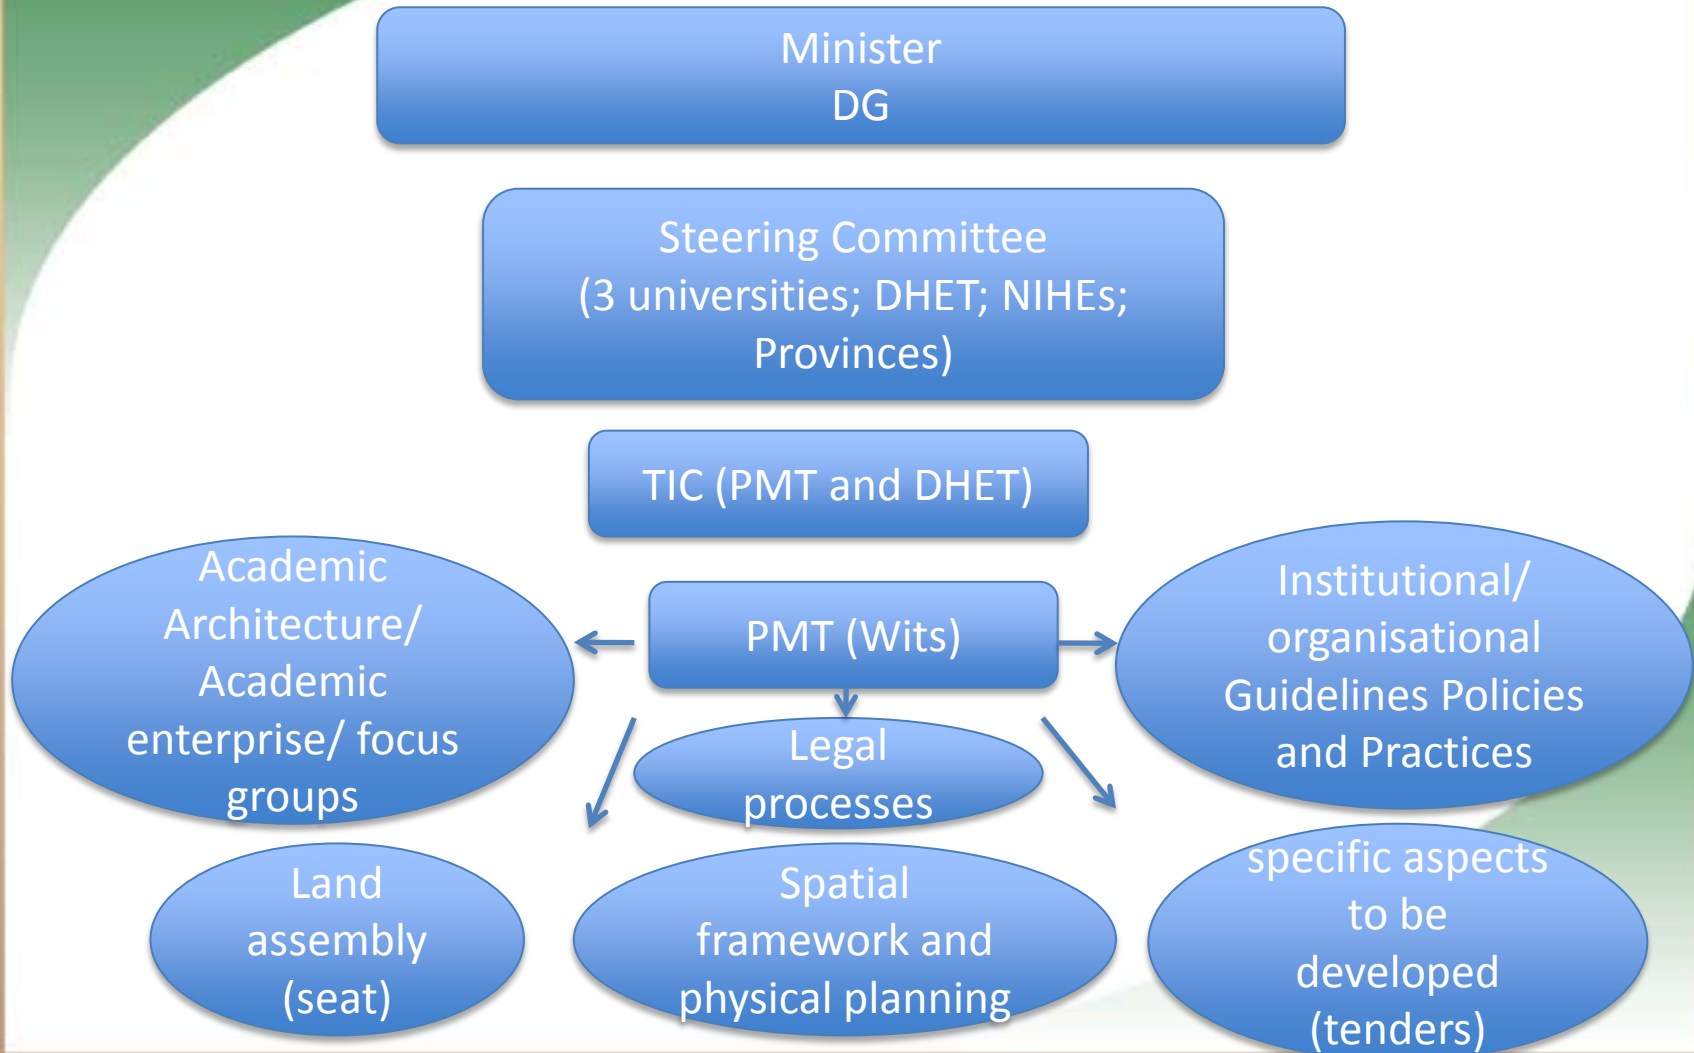 Minister
DG
Steering Committee
(3 universities; DHET; NIHEs;
Provinces)
TIC (PMT and DHET)
Academic
Architecture/
Academic
enterprise/ focus
groups
PMT (Wits)
Institutional/
organisational
Guidelines Policies
and Practices
Legal
processes
Land
assembly
(seat)
Spatial
framework and
physical planning
specific aspects
to be
developed
(tenders)